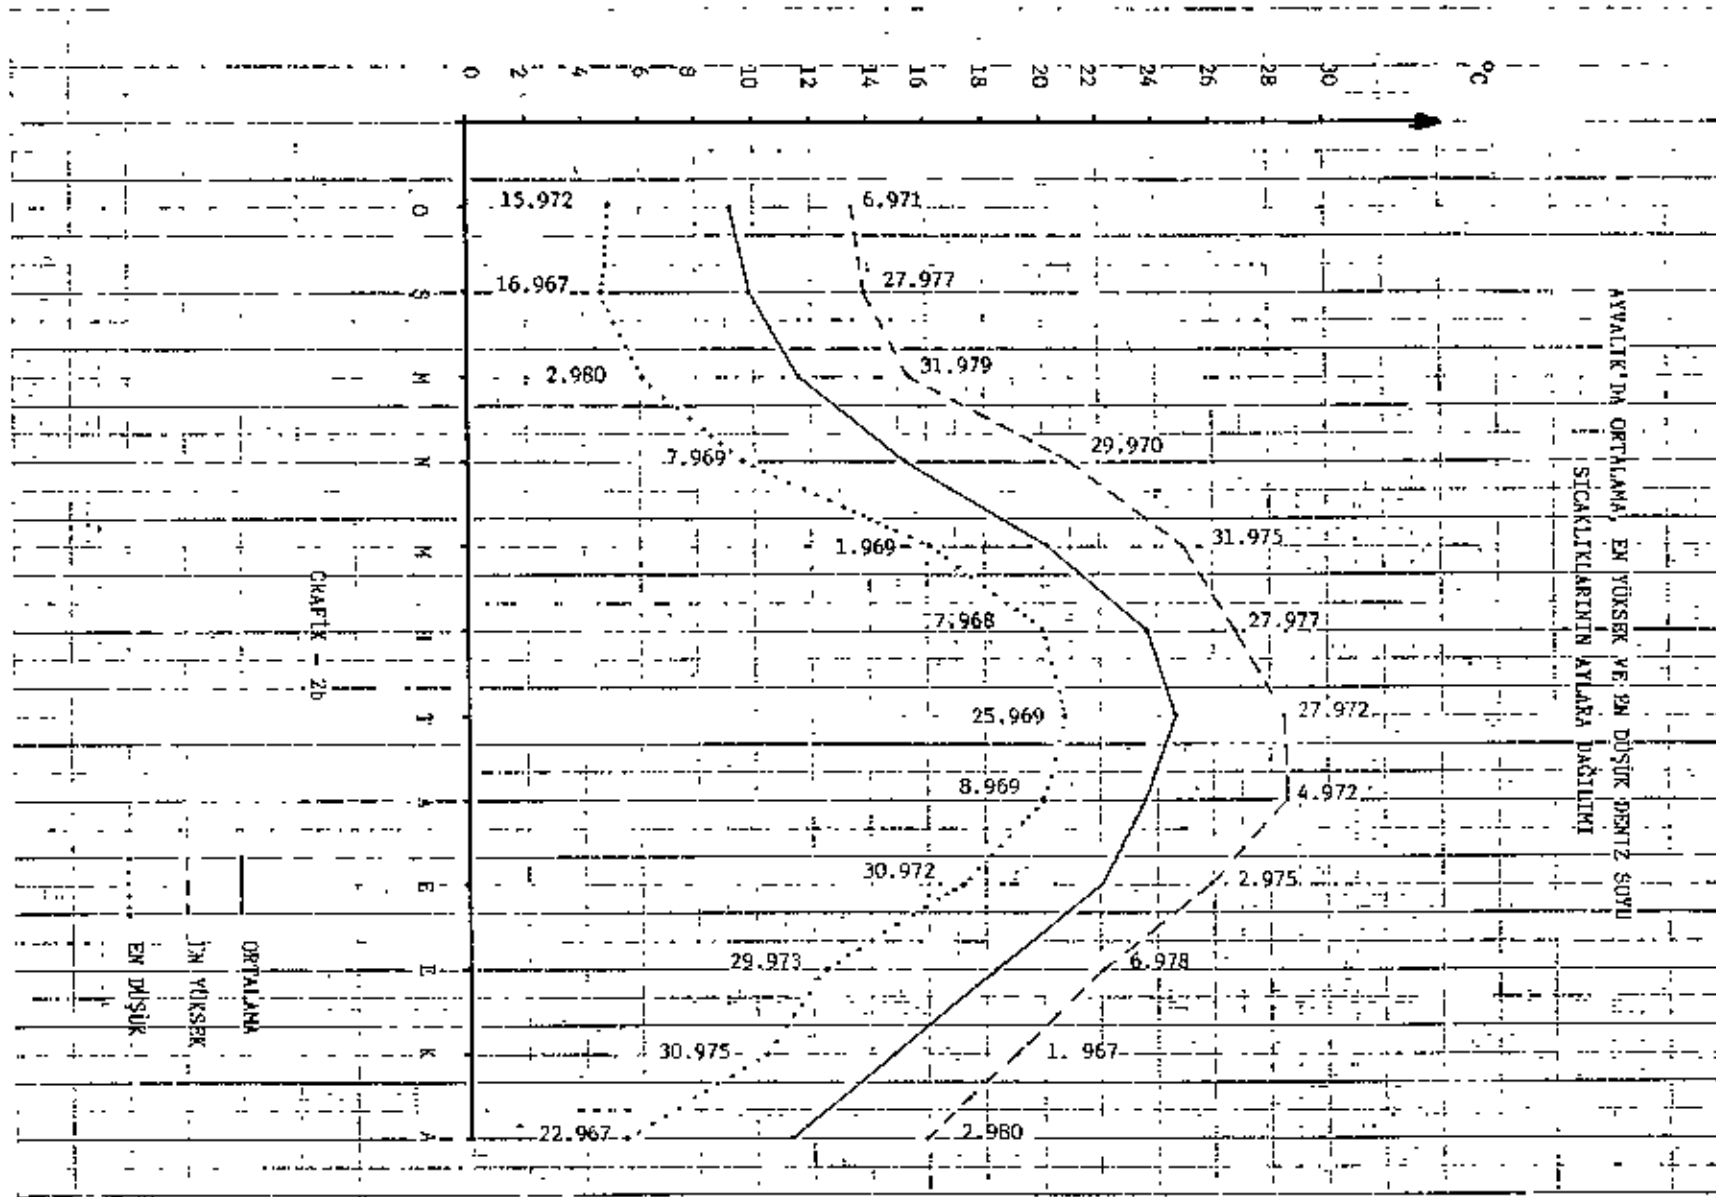 AYVALIK'DA ORTALAMA, EN YÜKSEK VE EN DÜŞÜK DENİZ SUYU
SICAKLIKLARININ AYLARA DAĞILIMI
°C
0 2 4 6 8 10 12 14 16 18 20 22 24 26 28 30
O 15.972 6.971
Ş 16.967 27.977
M 2.980 31.979
N 7.969 29.970
M 1.969 31.975
H 7.968 27.977
T 25.969 27.972
A 8.969 4.972
E 30.972 2.975
E 29.973 6.978
K 30.975 1. 967
A 22.967 2.980
GRAFİK - 2b
ORTALAMA
EN YÜKSEK
EN DÜŞÜK